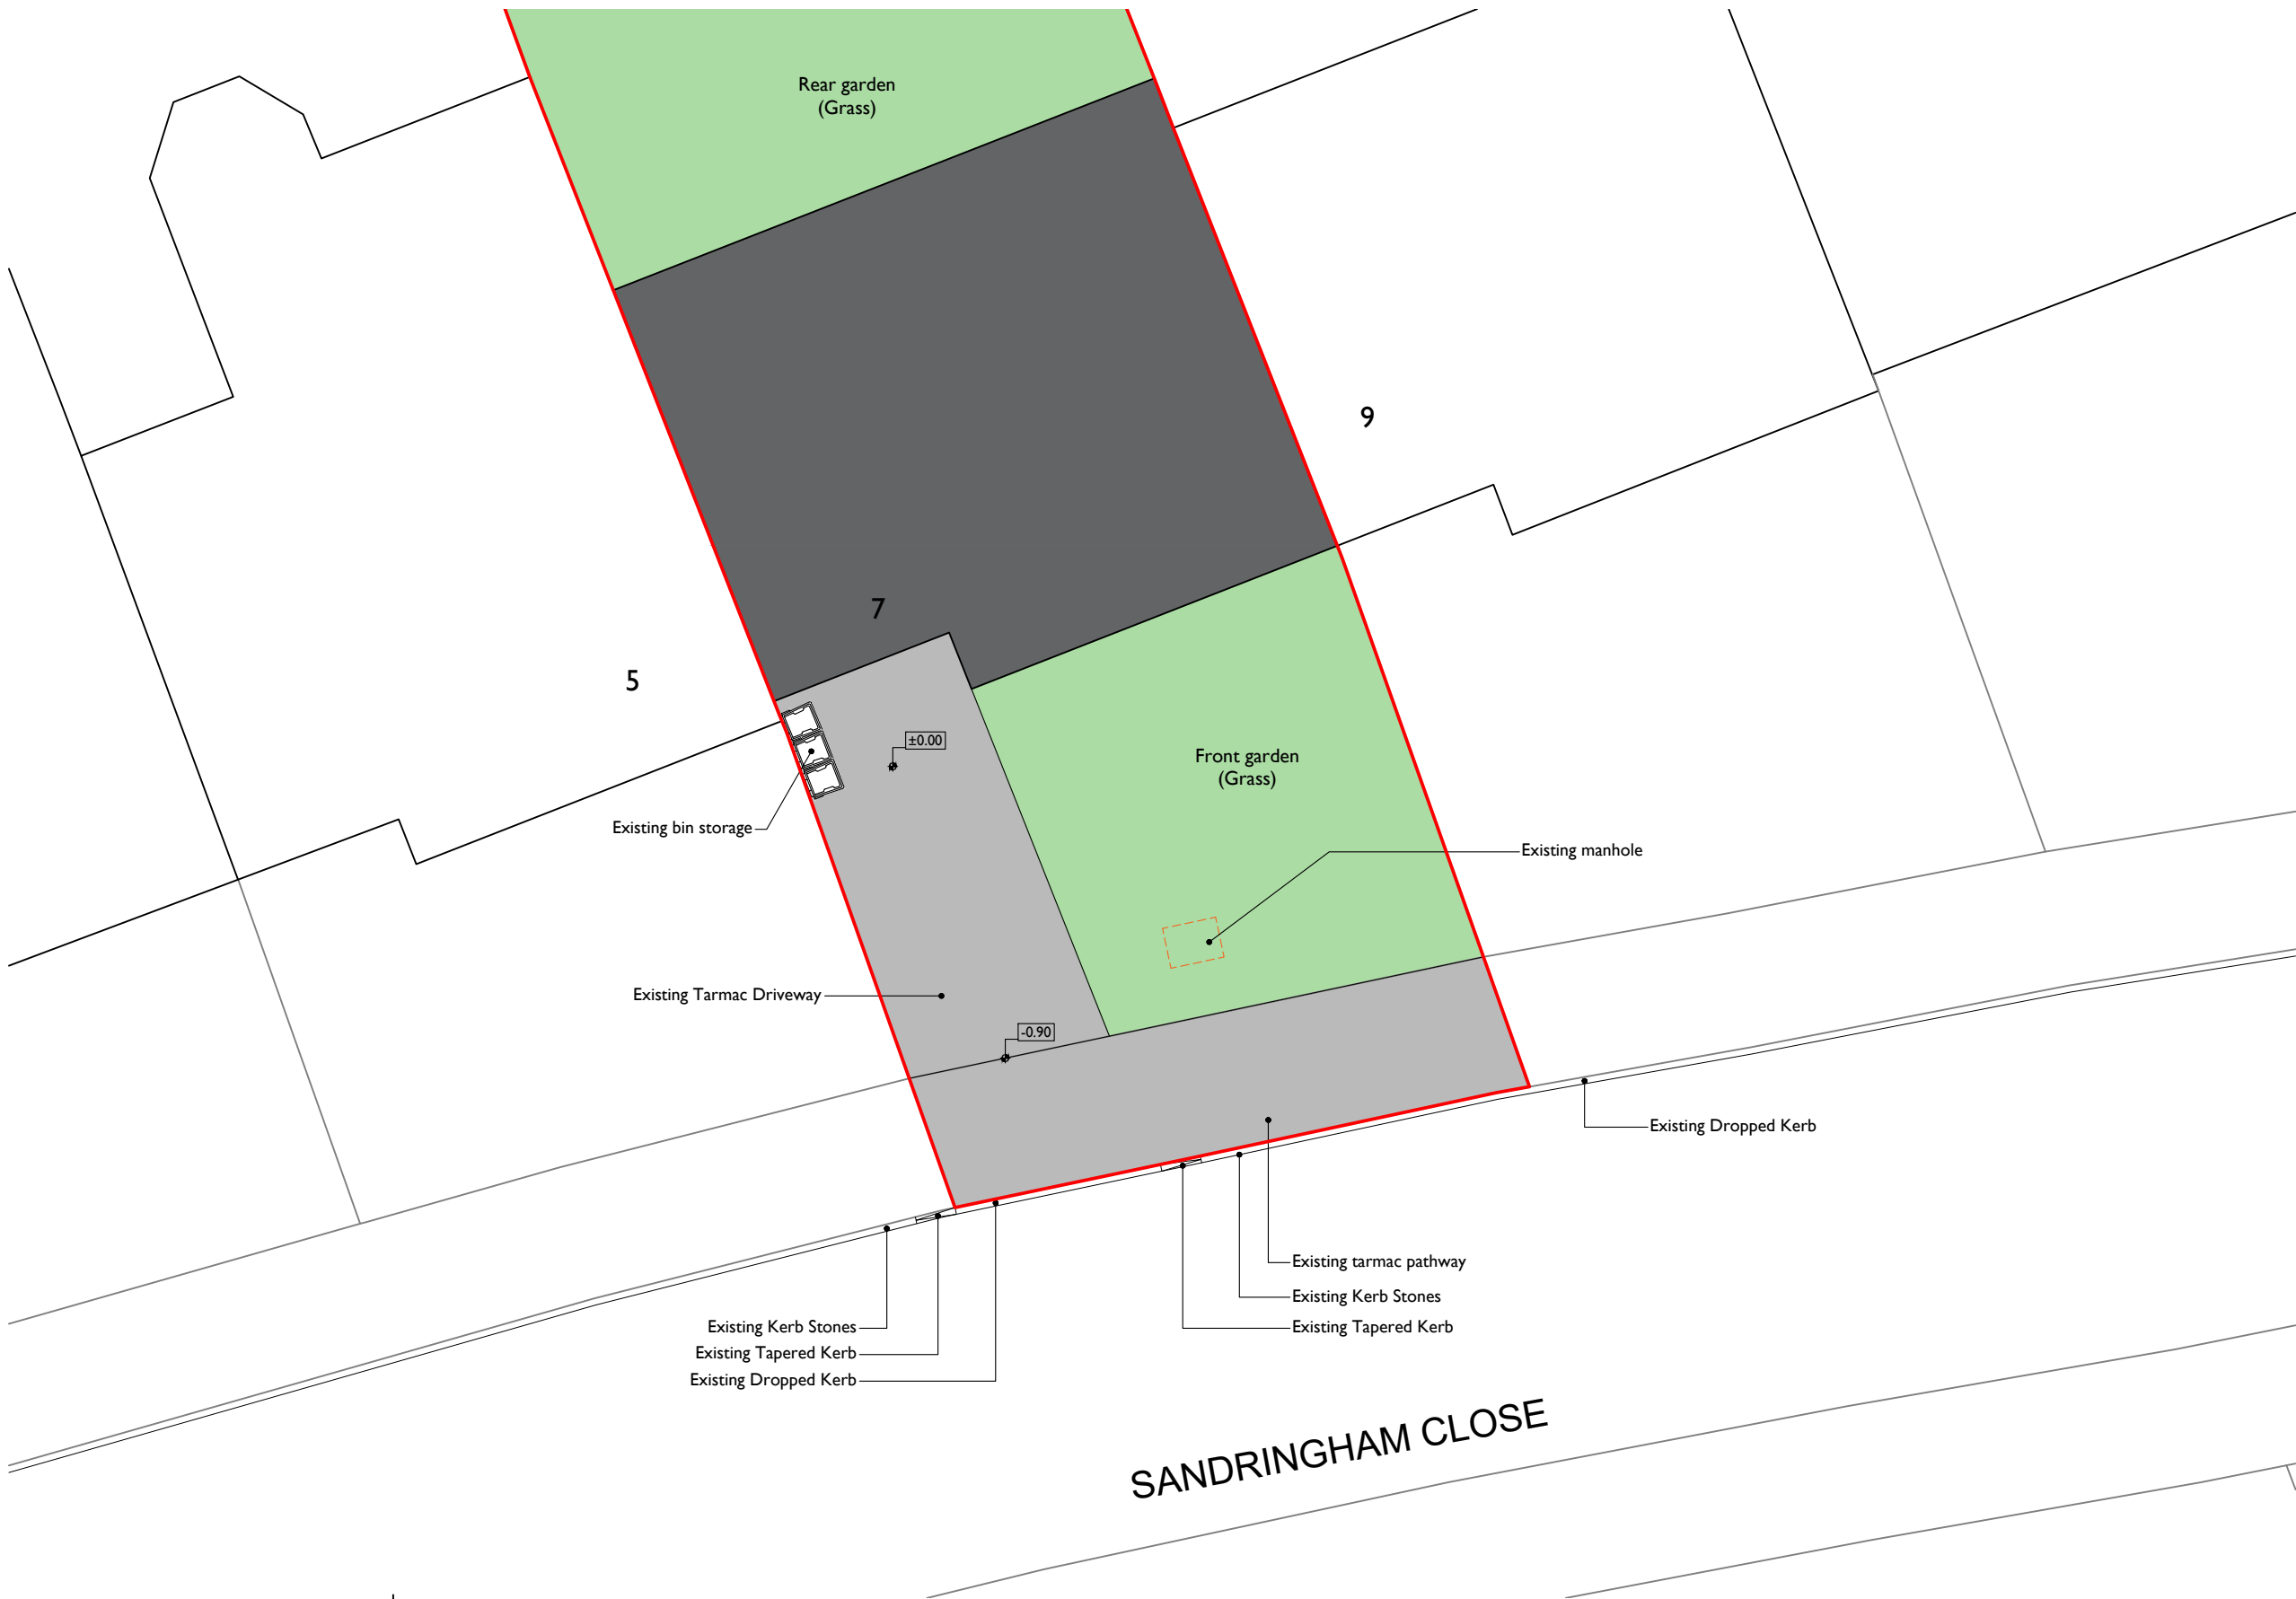 Rear garden
(Grass)
9
7
5
±0.00
Front garden
(Grass)
Existing bin storage
Existing manhole
Existing Tarmac Driveway
-0.90
Existing Dropped Kerb
Existing tarmac pathway
Existing Kerb Stones
Existing Tapered Kerb
Existing Kerb Stones
Existing Tapered Kerb
Existing Dropped Kerb
SANDRINGHAM CLOSE